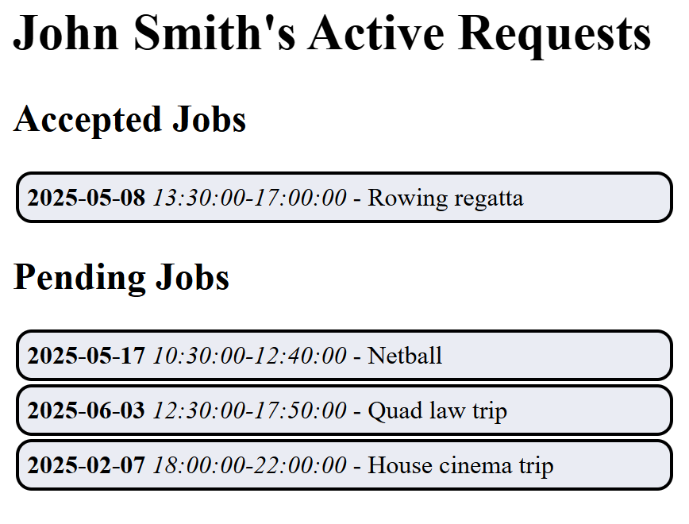 John Smith's Active Requests
Accepted Jobs
2025-05-08 13:30:00-17:00:00 - Rowing regatta
Pending Jobs
2025-05-17 10:30:00-12:40:00 - Netball
2025-06-03 12:30:00-17:50:00 - Quad law trip
2025-02-07 18:00:00-22:00:00 - House cinema trip